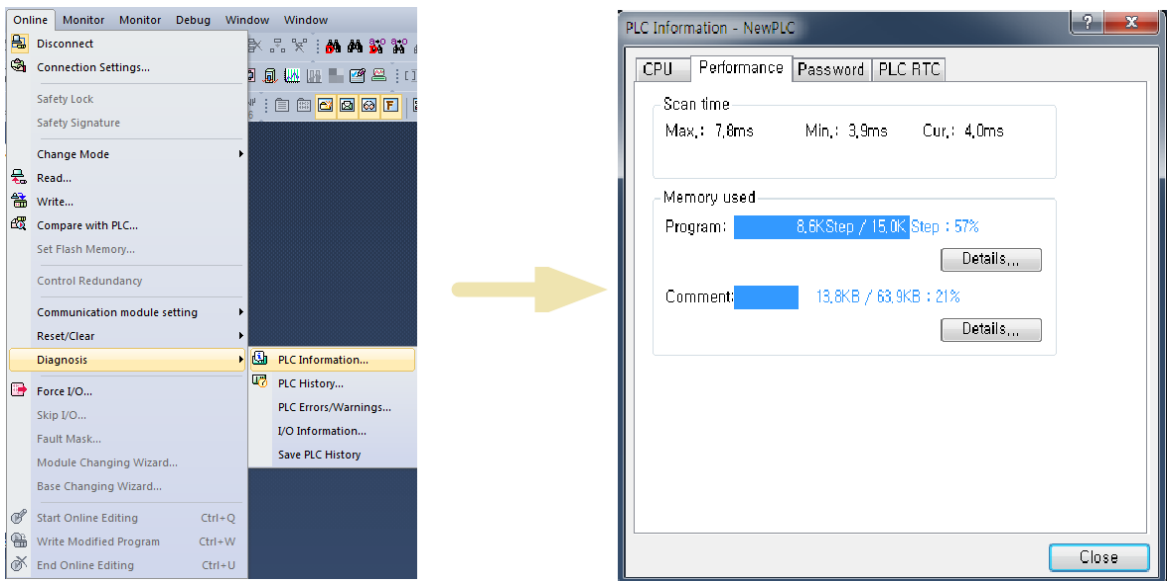 Online Monitor Monitor Debug Window Window
Disconnect
Connection Settings...
Safety Lock
Safety Signature
Change Mode
Read...
Write...
Compare with PLC...
Set Flash Memory...
Control Redundancy
Communication module setting
Reset/Clear
Diagnosis
Force I/O...
Skip I/O...
Fault Mask...
Module Changing Wizard...
Base Changing Wizard...
Start Online Editing Ctrl+Q
Write Modified Program Ctrl+W
End Online Editing Ctrl+U
PLC Information...
PLC History...
PLC Errors/Warnings...
I/O Information...
Save PLC History
PLC Information - NewPLC
CPU Performance Password PLC RTC
Scan time
Max.: 7.8ms Min.: 3.9ms Cur.: 4.0ms
Memory used
Program: 8.6KStep / 15.0K Step : 57%
Details...
Comment: 13.8KB / 63.9KB : 21%
Details...
Close